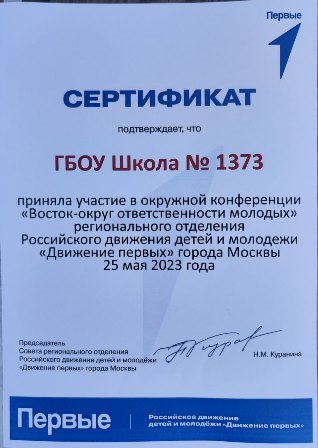 Первые
СЕРТИФИКАТ
подтверждает, что
ГБОУ Школа № 1373
приняла участие в окружной конференции
«Восток-округ ответственности молодых»
регионального отделения
Российского движения детей и молодежи
«Движение первых» города Москвы
25 мая 2023 года
Председатель
Совета регионального отделения
Российского движения детей и молодёжи
«Движение первых» города Москвы
Н.М. Куранина
Первые
Российское движение
детей и молодёжи «Движение первых»